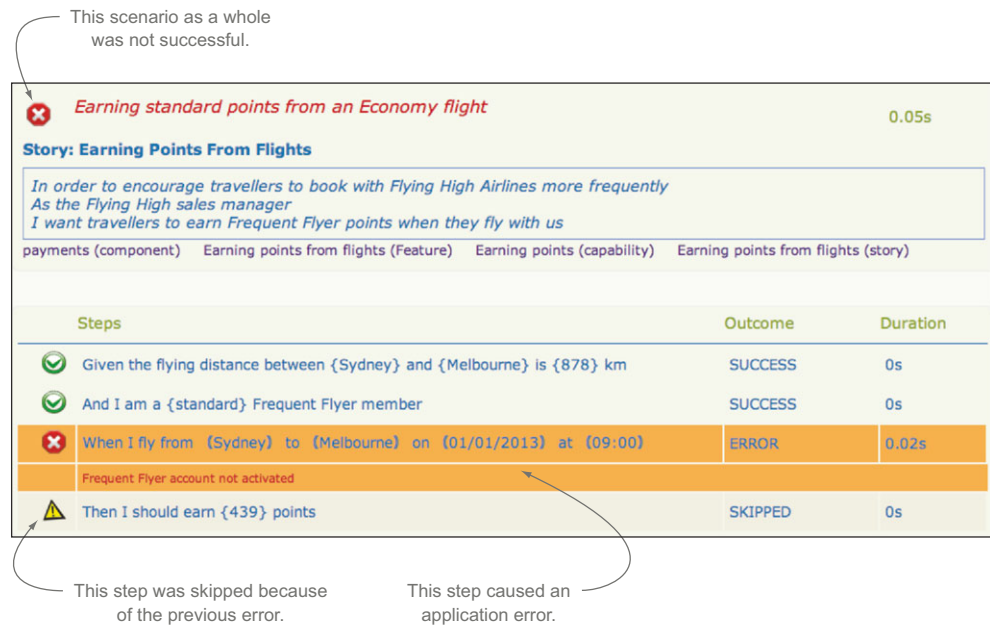 This scenario as a whole
was not successful.
Earning standard points from an Economy flight
0.05s
Story: Earning Points From Flights
In order to encourage travellers to book with Flying High Airlines more frequently
As the Flying High sales manager
I want travellers to earn Frequent Flyer points when they fly with us
payments (component) Earning points from flights (Feature) Earning points (capability) Earning points from flights (story)
Steps Outcome Duration
Given the flying distance between {Sydney} and {Melbourne} is {878} km SUCCESS 0s
And I am a {standard} Frequent Flyer member SUCCESS 0s
When I fly from (Sydney) to (Melbourne) on (01/01/2013) at (09:00) ERROR 0.02s
Frequent Flyer account not activated
Then I should earn {439} points SKIPPED 0s
This step was skipped because
of the previous error.
This step caused an
application error.